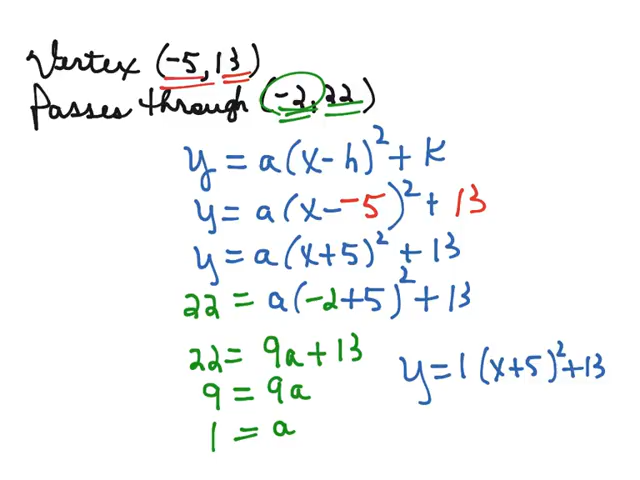 Vertex (-5, 13)
Passes through (-2, 22)
y = a(x-h)² + k
y = a(x--5)² + 13
y = a(x+5)² + 13
22 = a(-2+5)² + 13
22 = 9a + 13
9 = 9a
1 = a
y = 1(x+5)² + 13